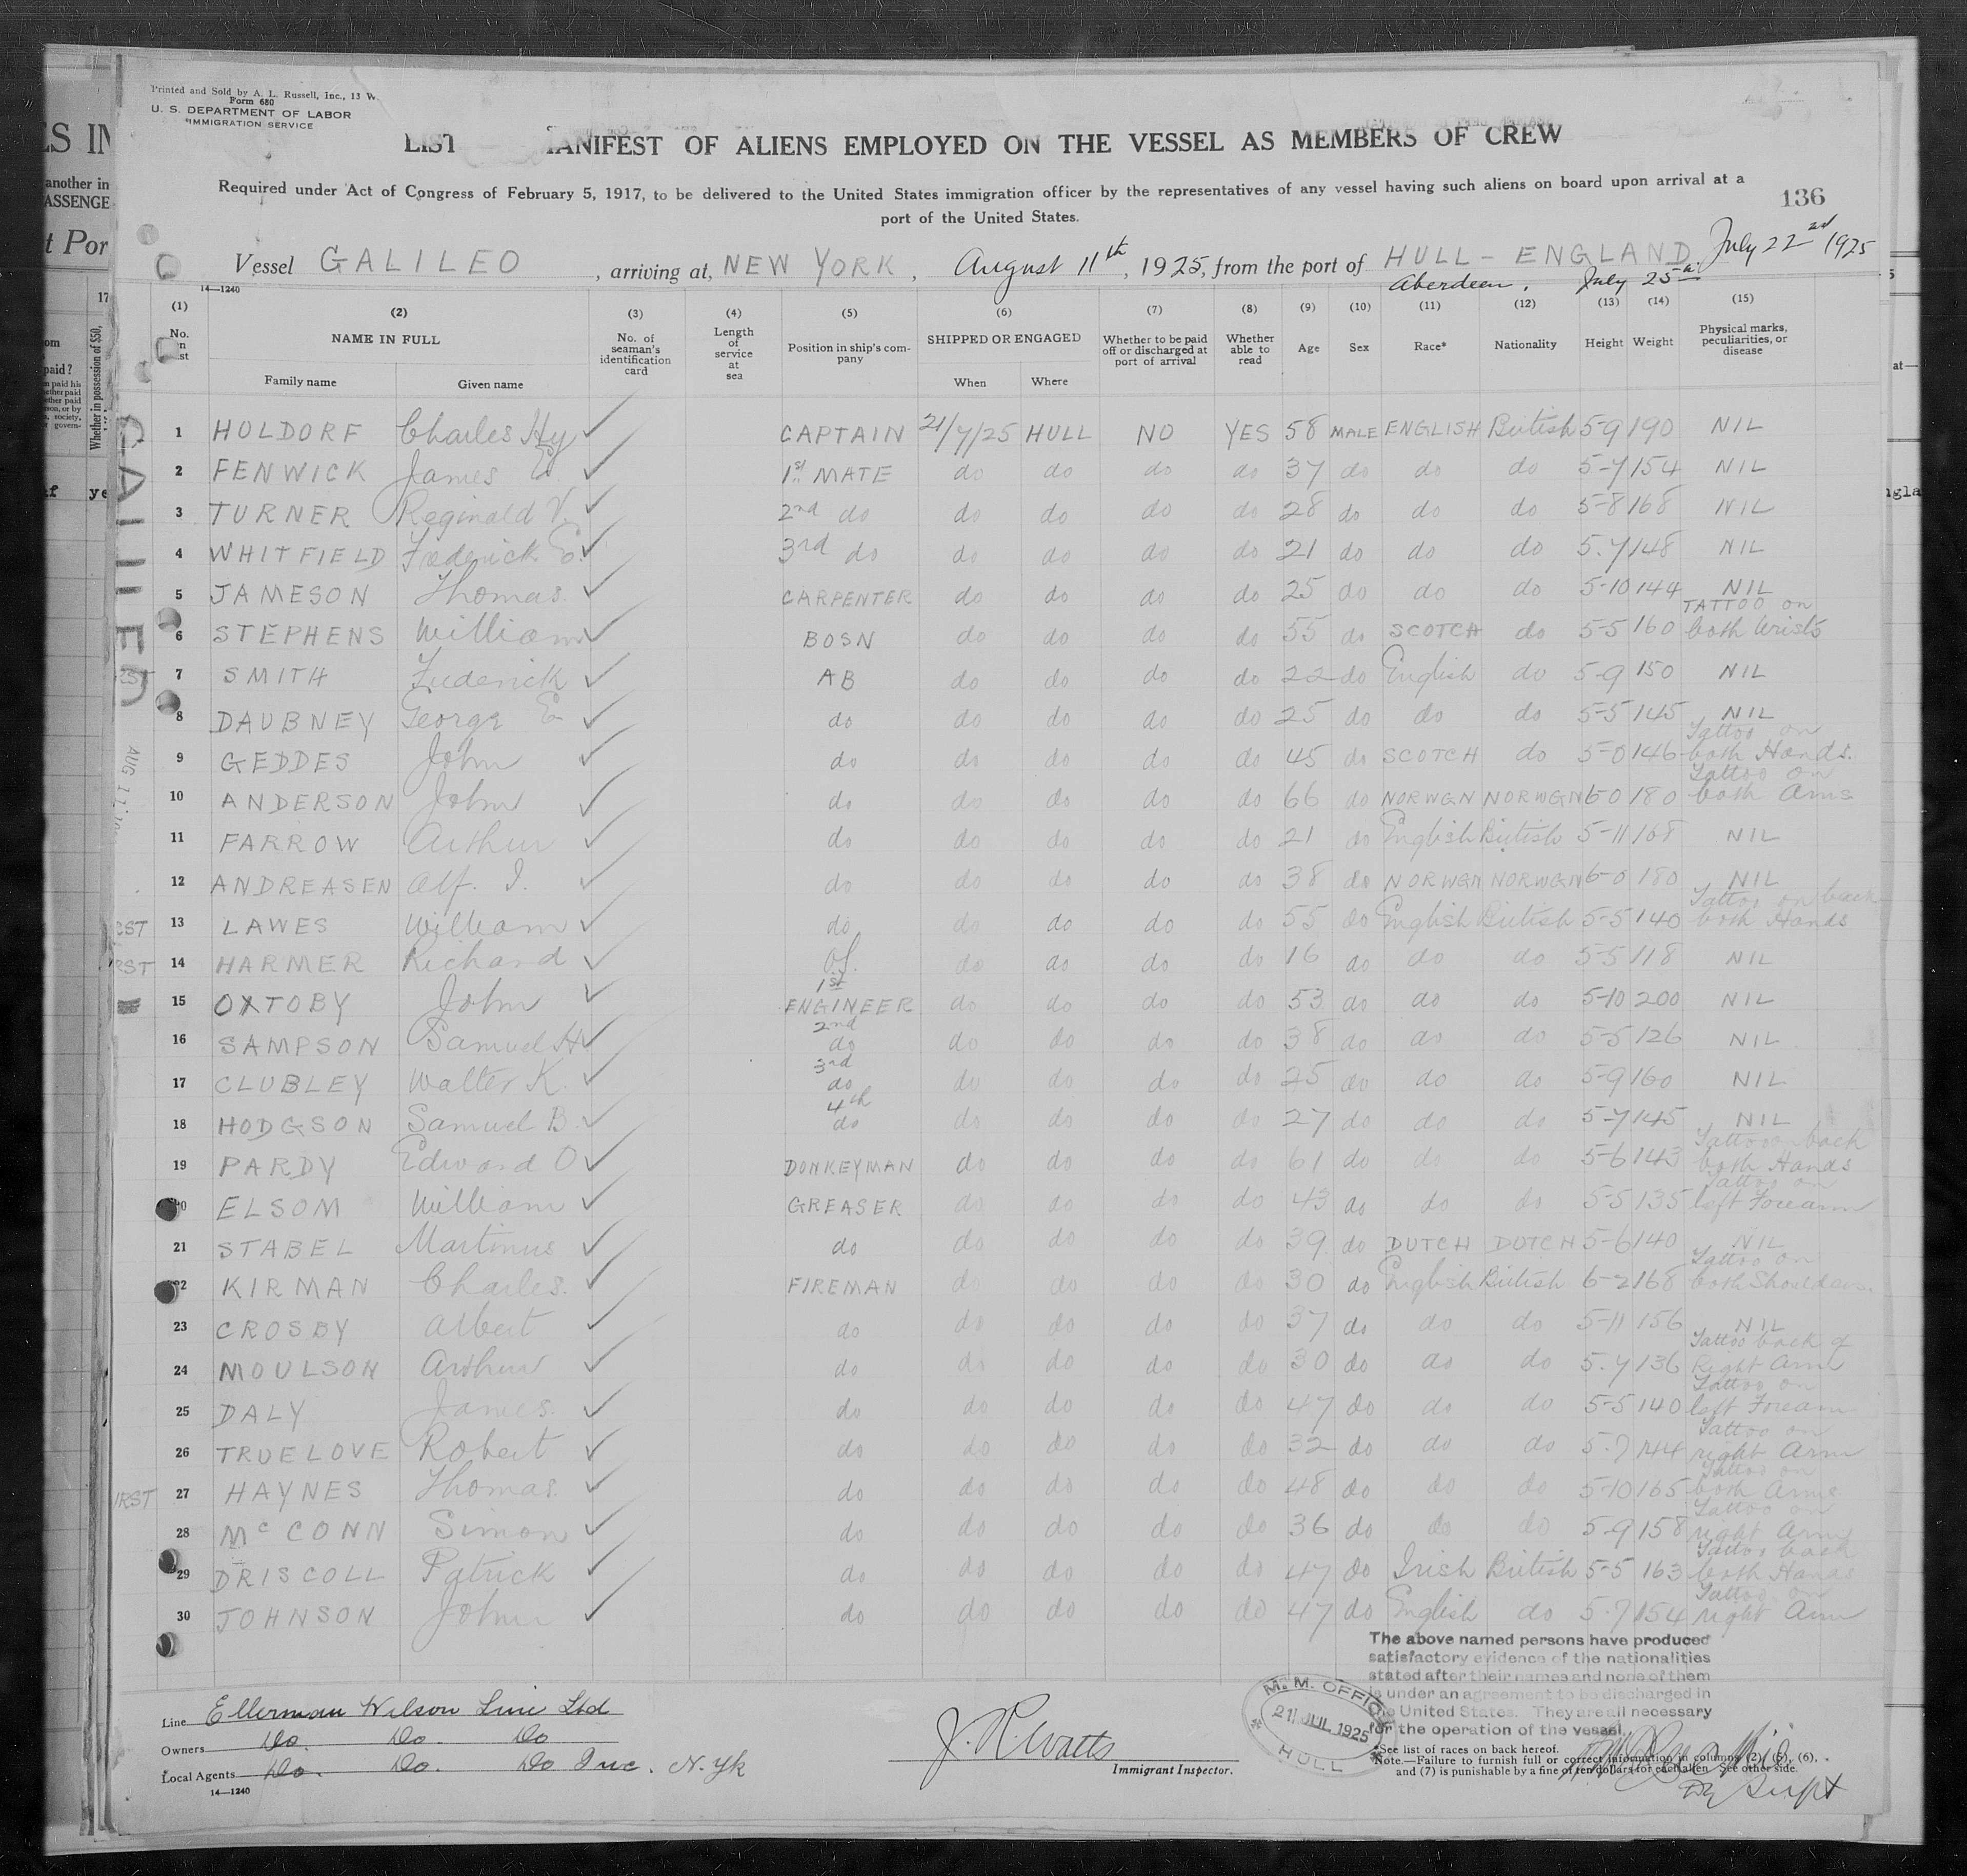 Printed and Sold by A. L. Russell, Inc., 13 W
Form 680
U. S. DEPARTMENT OF LABOR
IMMIGRATION SERVICE
LIST MANIFEST OF ALIENS EMPLOYED ON THE VESSEL AS MEMBERS OF CREW
Required under Act of Congress of February 5, 1917, to be delivered to the United States immigration officer by the representatives of any vessel having such aliens on board upon arrival at a
port of the United States.
136
Vessel GALILEO, arriving at, NEW YORK, August 11th, 1925, from the port of HULL - ENGLAND. July 22nd 1925
Aberdeen. July 25th
14—1240
(1) (2) (3) (4) (5) (6) (7) (8) (9) (10) (11) (12) (13) (14) (15)
No. NAME IN FULL No. of seaman's identification card Length of service at sea Position in ship's company SHIPPED OR ENGAGED Whether to be paid off or discharged at port of arrival Whether able to read Age Sex Race* Nationality Height Weight Physical marks, peculiarities, or disease
Family name Given name When Where
1 HOLDORF Charles Hy CAPTAIN 21/7/25 HULL NO YES 58 MALE ENGLISH British 5-9 190 NIL
2 FENWICK James 1st MATE do do do do 37 do do do 5-7 154 NIL
3 TURNER Reginald V. 2nd do do do do do 28 do do do 5-8 168 NIL
4 WHITFIELD Frederick E. 3rd do do do do do 21 do do do 5.7 148 NIL
5 JAMESON Thomas. CARPENTER do do do do 25 do do do 5-10 144 NIL
6 STEPHENS William BOSN do do do do 55 do SCOTCH do 5-5 160 TATTOO on both Wrists
7 SMITH Frederick AB do do do do 22 do English do 5-9 150 NIL
8 DAUBNEY George E do do do do do 25 do do do 5-5 145 NIL
9 GEDDES John do do do do do 45 do SCOTCH do 5-0 146 Tattoo on both Hands.
10 ANDERSON John do do do do do 66 do NORWGN NORWGN 6-0 180 Tattoo on both Arms
11 FARROW Arthur do do do do do 21 do English British 5-11 168 NIL
12 ANDREASEN Alf. I. do do do do do 38 do NORWGN NORWGN 6-0 180 NIL
13 LAWES William do do do do do 55 do English British 5-5 140 Tattoo on back both Hands
14 HARMER Richard do do do do 16 do do do 5-5 118 NIL
15 OXTOBY John 1st ENGINEER do do do do 53 do do do 5-10 200 NIL
16 SAMPSON Samuel H 2nd do do do do do 38 do do do 5-5 126 NIL
17 CLUBLEY Walter K. 3rd do do do do do 25 do do do 5-9 160 NIL
18 HODGSON Samuel B. 4th do do do do do 27 do do do 5-7 145 NIL
19 PARDY Edward O DONKEYMAN do do do do 61 do do do 5-6 143 Tattoo on back both Hands
20 ELSOM William GREASER do do do do 43 do do do 5-5 135 Tattoo on left Forearm
21 STABEL Martinus do do do do do 39 do DUTCH DUTCH 5-6 140 NIL
22 KIRMAN Charles. FIREMAN do do do do 30 do English British 6-2 168 Tattoo on both Shoulders.
23 CROSBY Albert do do do do do 37 do do do 5-11 156 NIL
24 MOULSON Arthur do do do do do 30 do do do 5.7 136 Tattoo back of Right Arm
25 DALY James. do do do do do 47 do do do 5-5 140 Tattoo on left Forearm
26 TRUELOVE Robert do do do do do 32 do do do 5.7 144 Tattoo on right Arm
27 HAYNES Thomas. do do do do do 48 do do do 5-10 165 Tattoo on both Arms
28 McCONN Simon do do do do do 36 do do do 5-9 158 Tattoo on right Arm
29 DRISCOLL Patrick do do do do do 47 do Irish British 5-5 163 Tattoo back both Hands
30 JOHNSON John do do do do do 47 do English do 5.7 154 Tattoo on right Arm
The above named persons have produced
satisfactory evidence of the nationalities
stated after their names and none of them
is under an agreement to be discharged in
the United States. They are all necessary
for the operation of the vessel.
Line Ellerman Wilson Line Ltd
Owners Do. Do. Do
Local Agents Do. Do. Do Inc. N. Yk
14—1240
J. R. Watts
Immigrant Inspector.
M. M. OFFICE
21 JUL 1925
HULL
*See list of races on back hereof.
Note.—Failure to furnish full or correct information in columns (2), (5), (6),
and (7) is punishable by a fine of ten dollars for each alien. See other side.
Dy Supt
GALILEO